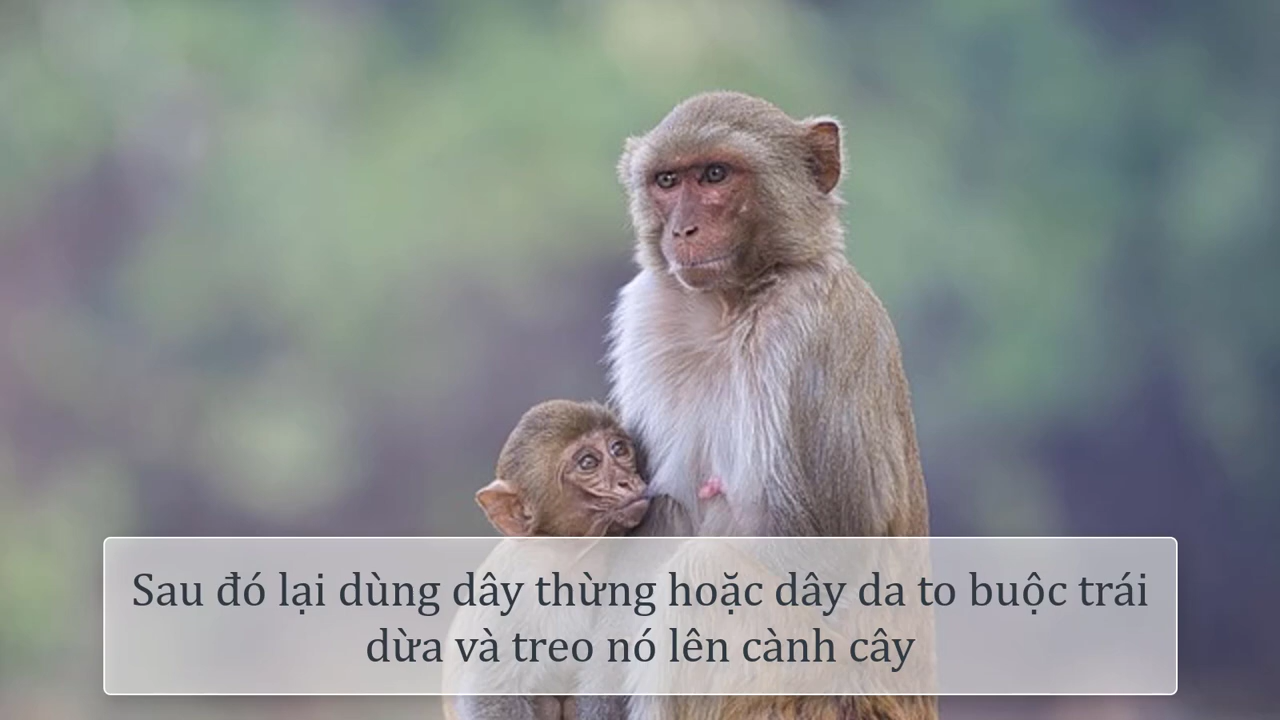 Sau đó lại dùng dây thừng hoặc dây da to buộc trái
dừa và treo nó lên cành cây